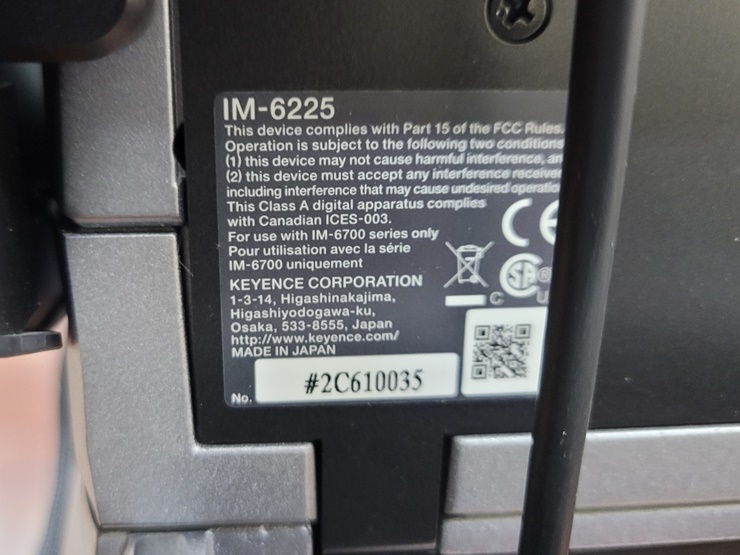 IM-6225
This device complies with Part 15 of the FCC Rules.
Operation is subject to the following two conditions
(1) this device may not cause harmful interference, an
(2) this device must accept any interference receive
including interference that may cause undesired operatio
This Class A digital apparatus complies
with Canadian ICES-003.
For use with IM-6700 series only
Pour utilisation avec la série
IM-6700 uniquement
CE
KEYENCE CORPORATION
1-3-14, Higashinakajima,
Higashiyodogawa-ku,
Osaka, 533-8555, Japan
http://www.keyence.com/
MADE IN JAPAN
C
No.
#2C610035